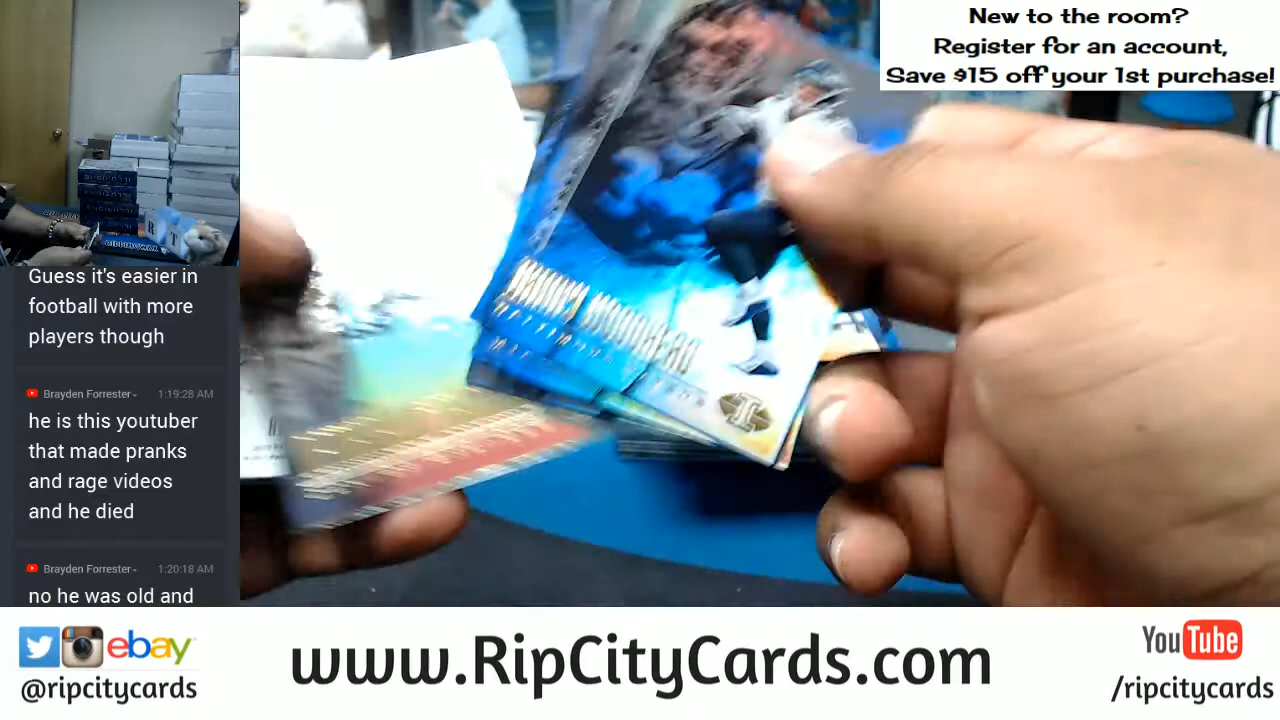 New to the room?
Register for an account,
Save $15 off your 1st purchase!
Guess it's easier in
football with more
players though
Brayden Forrester
1:19:28 AM
he is this youtuber
that made pranks
and rage videos
and he died
Brayden Forrester
1:20:18 AM
no he was old and
ebay
@ripcitycards
www.RipCityCards.com
YouTube
/ripcitycards